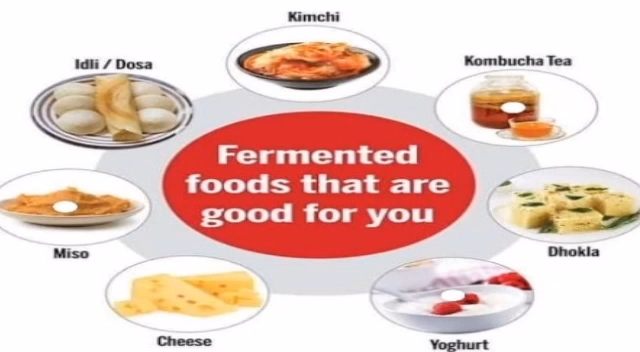 Kimchi
Idli / Dosa
Kombucha Tea
Fermented
foods that are
good for you
Miso
Dhokla
Cheese
Yoghurt